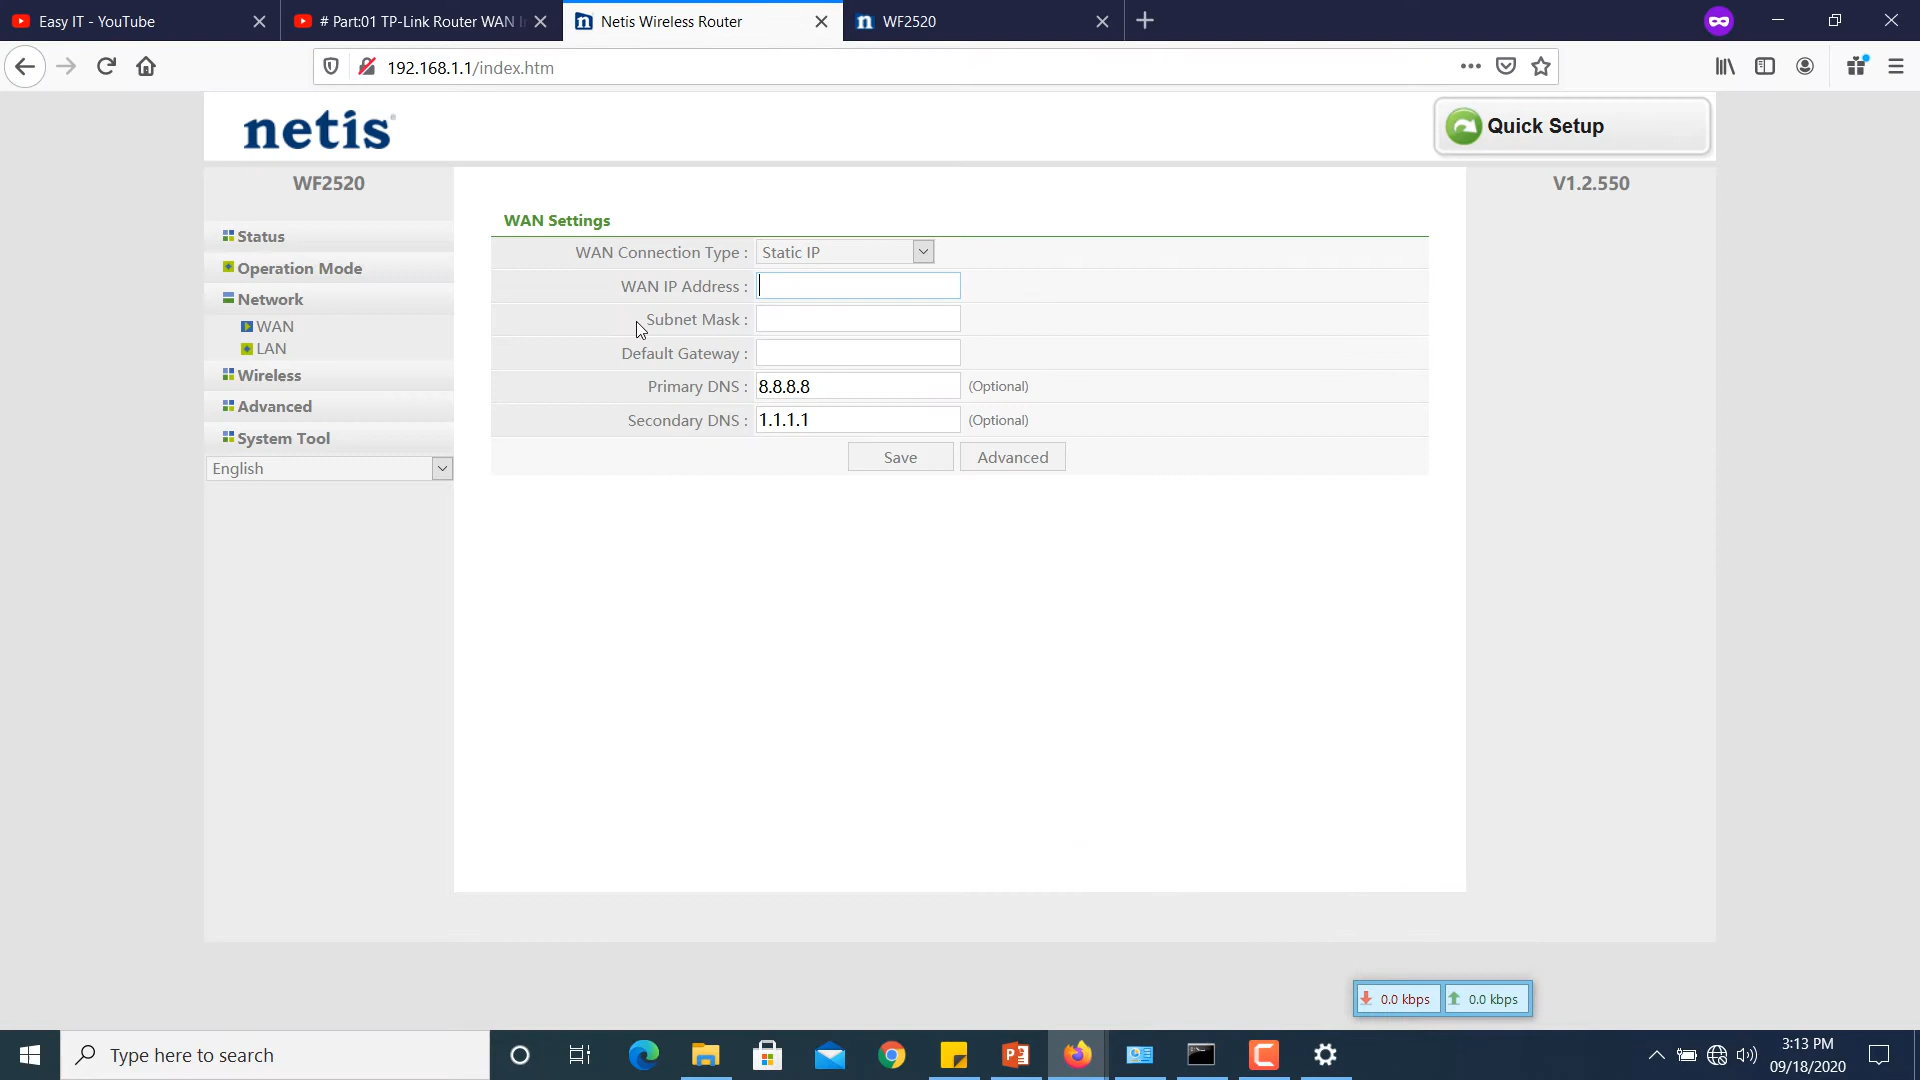 Easy IT - YouTube
# Part:01 TP-Link Router WAN I
Netis Wireless Router
WF2520
192.168.1.1/index.htm
netis
Quick Setup
WF2520
V1.2.550
Status
Operation Mode
Network
WAN
LAN
Wireless
Advanced
System Tool
English
WAN Settings
WAN Connection Type :
Static IP
WAN IP Address :
Subnet Mask :
Default Gateway :
Primary DNS :
8.8.8.8
(Optional)
Secondary DNS :
1.1.1.1
(Optional)
Save
Advanced
0.0 kbps
0.0 kbps
Type here to search
3:13 PM
09/18/2020